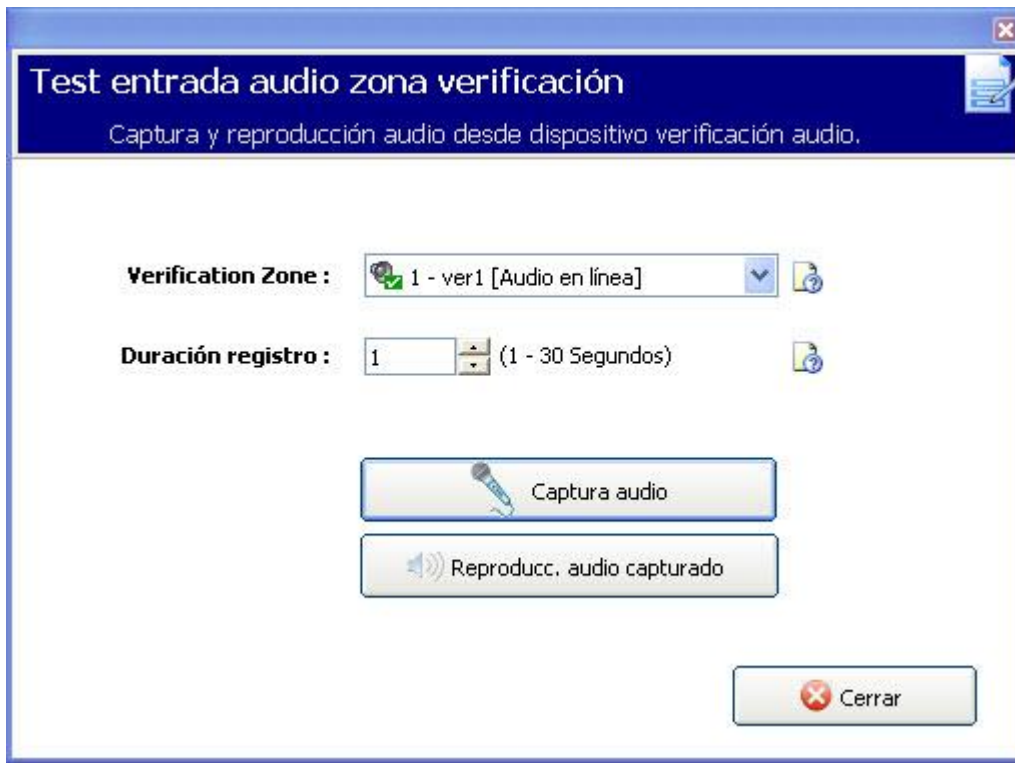 Test entrada audio zona verificación
Captura y reproducción audio desde dispositivo verificación audio.
Verification Zone : 1 - ver1 [Audio en línea]
Duración registro : 1 (1 - 30 Segundos)
Captura audio
Reproducc. audio capturado
Cerrar